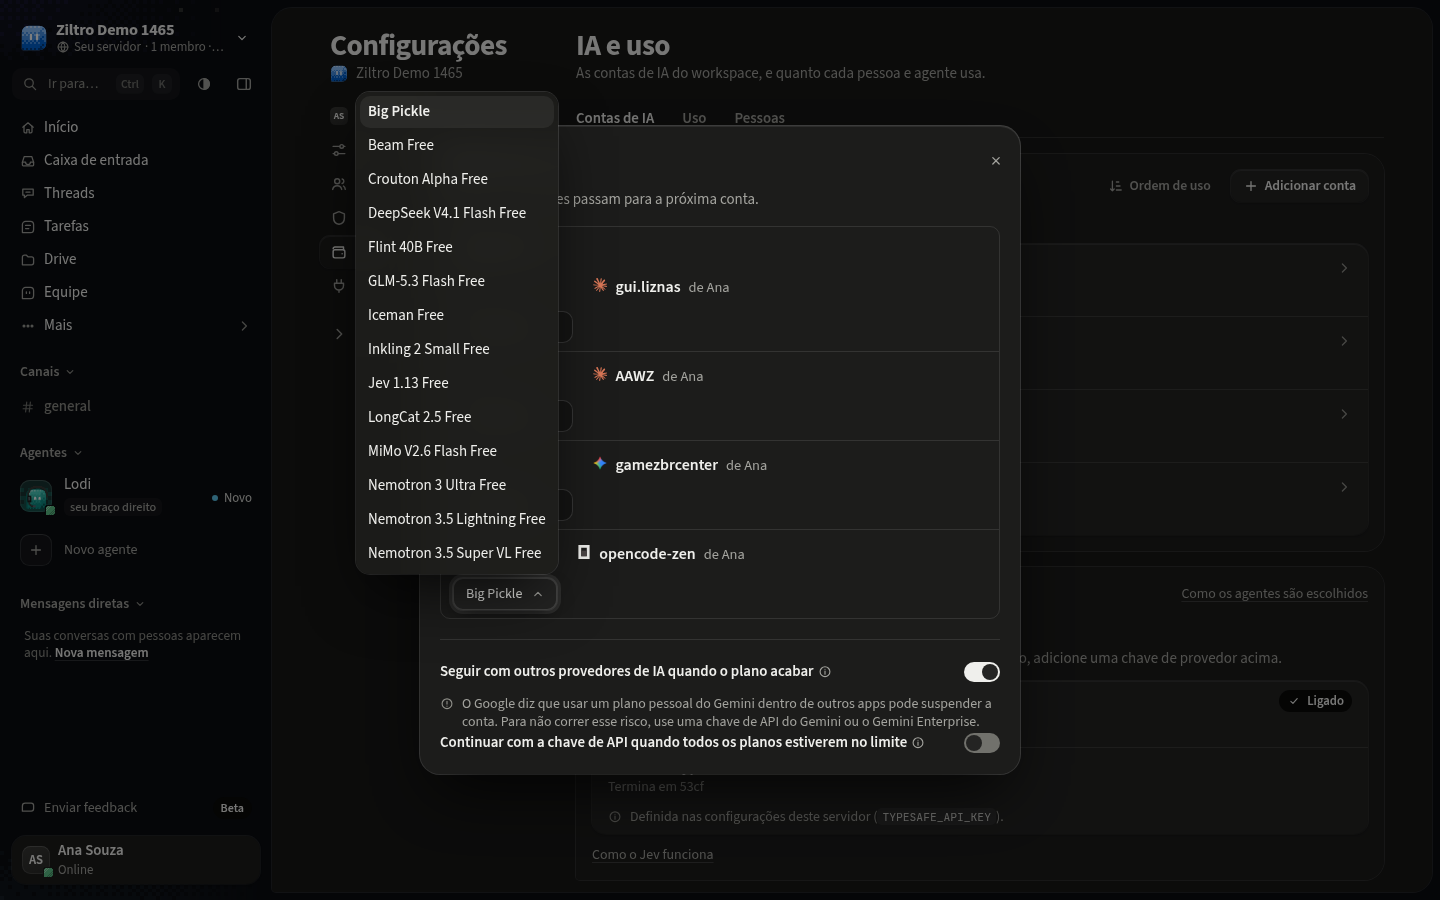 Ziltro Demo 1465
Seu servidor · 1 membro ·…
Ir para…
Ctrl
K
Início
Caixa de entrada
Threads
Tarefas
Drive
Equipe
Mais
Canais
general
Agentes
Lodi
seu braço direito
Novo
Novo agente
Mensagens diretas
Suas conversas com pessoas aparecem
aqui. Nova mensagem
Enviar feedback
Beta
AS
Ana Souza
Online
Configurações
Ziltro Demo 1465
AS
IA e uso
As contas de IA do workspace, e quanto cada pessoa e agente usa.
Contas de IA
Uso
Pessoas
Ordem de uso
Adicionar conta
Big Pickle
Beam Free
Crouton Alpha Free
DeepSeek V4.1 Flash Free
Flint 40B Free
GLM-5.3 Flash Free
Iceman Free
Inkling 2 Small Free
Jev 1.13 Free
LongCat 2.5 Free
MiMo V2.6 Flash Free
Nemotron 3 Ultra Free
Nemotron 3.5 Lightning Free
Nemotron 3.5 Super VL Free
es passam para a próxima conta.
gui.liznas de Ana
AAWZ de Ana
gamezbrcenter de Ana
opencode-zen de Ana
Big Pickle
Seguir com outros provedores de IA quando o plano acabar
O Google diz que usar um plano pessoal do Gemini dentro de outros apps pode suspender a
conta. Para não correr esse risco, use uma chave de API do Gemini ou o Gemini Enterprise.
Continuar com a chave de API quando todos os planos estiverem no limite
Como os agentes são escolhidos
o, adicione uma chave de provedor acima.
Ligado
Termina em 53cf
Definida nas configurações deste servidor ( TYPESAFE_API_KEY ).
Como o Jev funciona